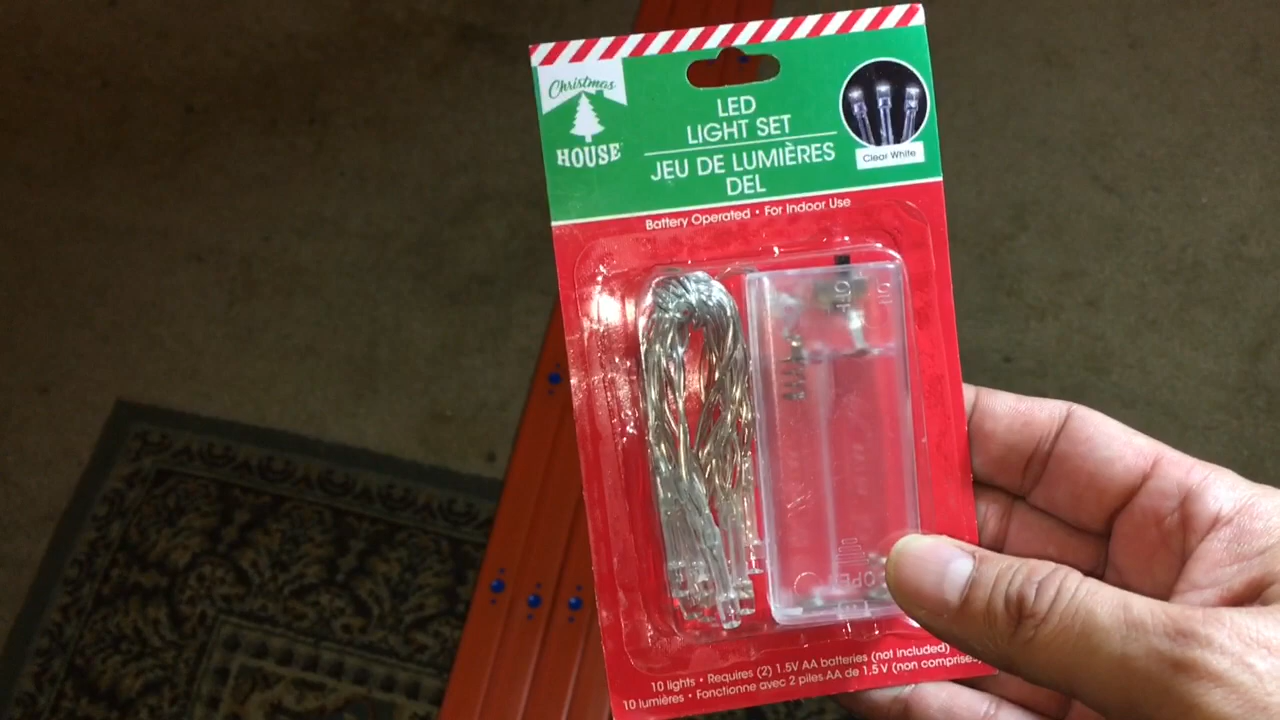 Christmas
HOUSE
LED
LIGHT SET
JEU DE LUMIÈRES
DEL
Clear White
Battery Operated • For Indoor Use
OFF
ON
OPE
10 lights • Requires (2) 1.5V AA batteries (not included)
10 lumières • Fonctionne avec 2 piles AA de 1,5 V (non comprises